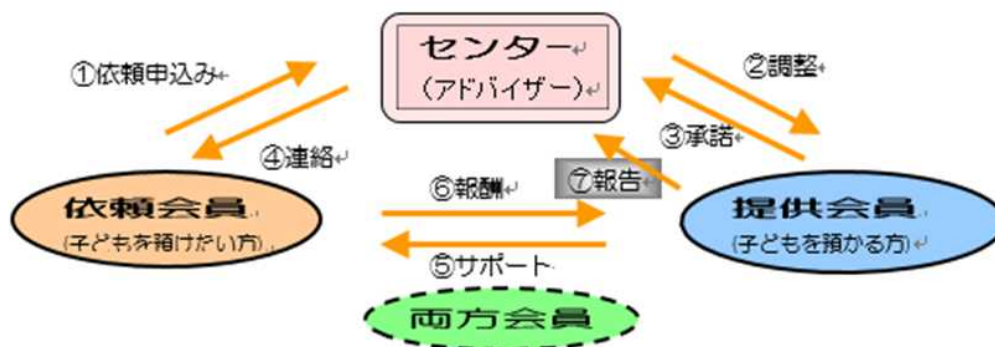 センター
(アドバイザー)
①依頼申込み
②調整
③承諾
④連絡
⑥報酬
⑦報告
依頼会員
(子どもを預けたい方)
提供会員
(子どもを預かる方)
⑤サポート
両方会員